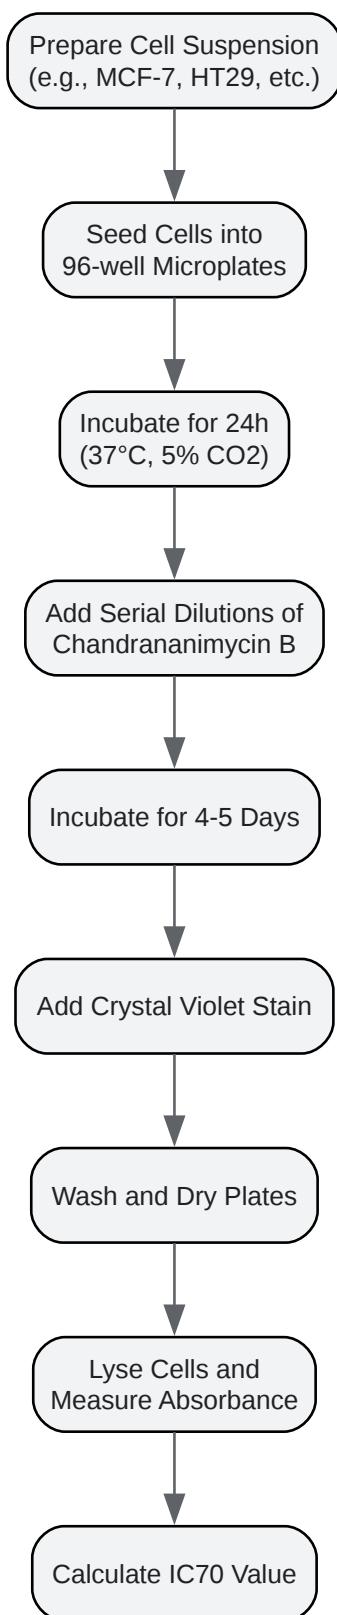 Prepare Cell Suspension
(e.g., MCF-7, HT29, etc.)
Seed Cells into
96-well Microplates
Incubate for 24h
(37°C, 5% CO2)
Add Serial Dilutions of
Chandrananimycin B
Incubate for 4-5 Days
Add Crystal Violet Stain
Wash and Dry Plates
Lyse Cells and
Measure Absorbance
Calculate IC70 Value